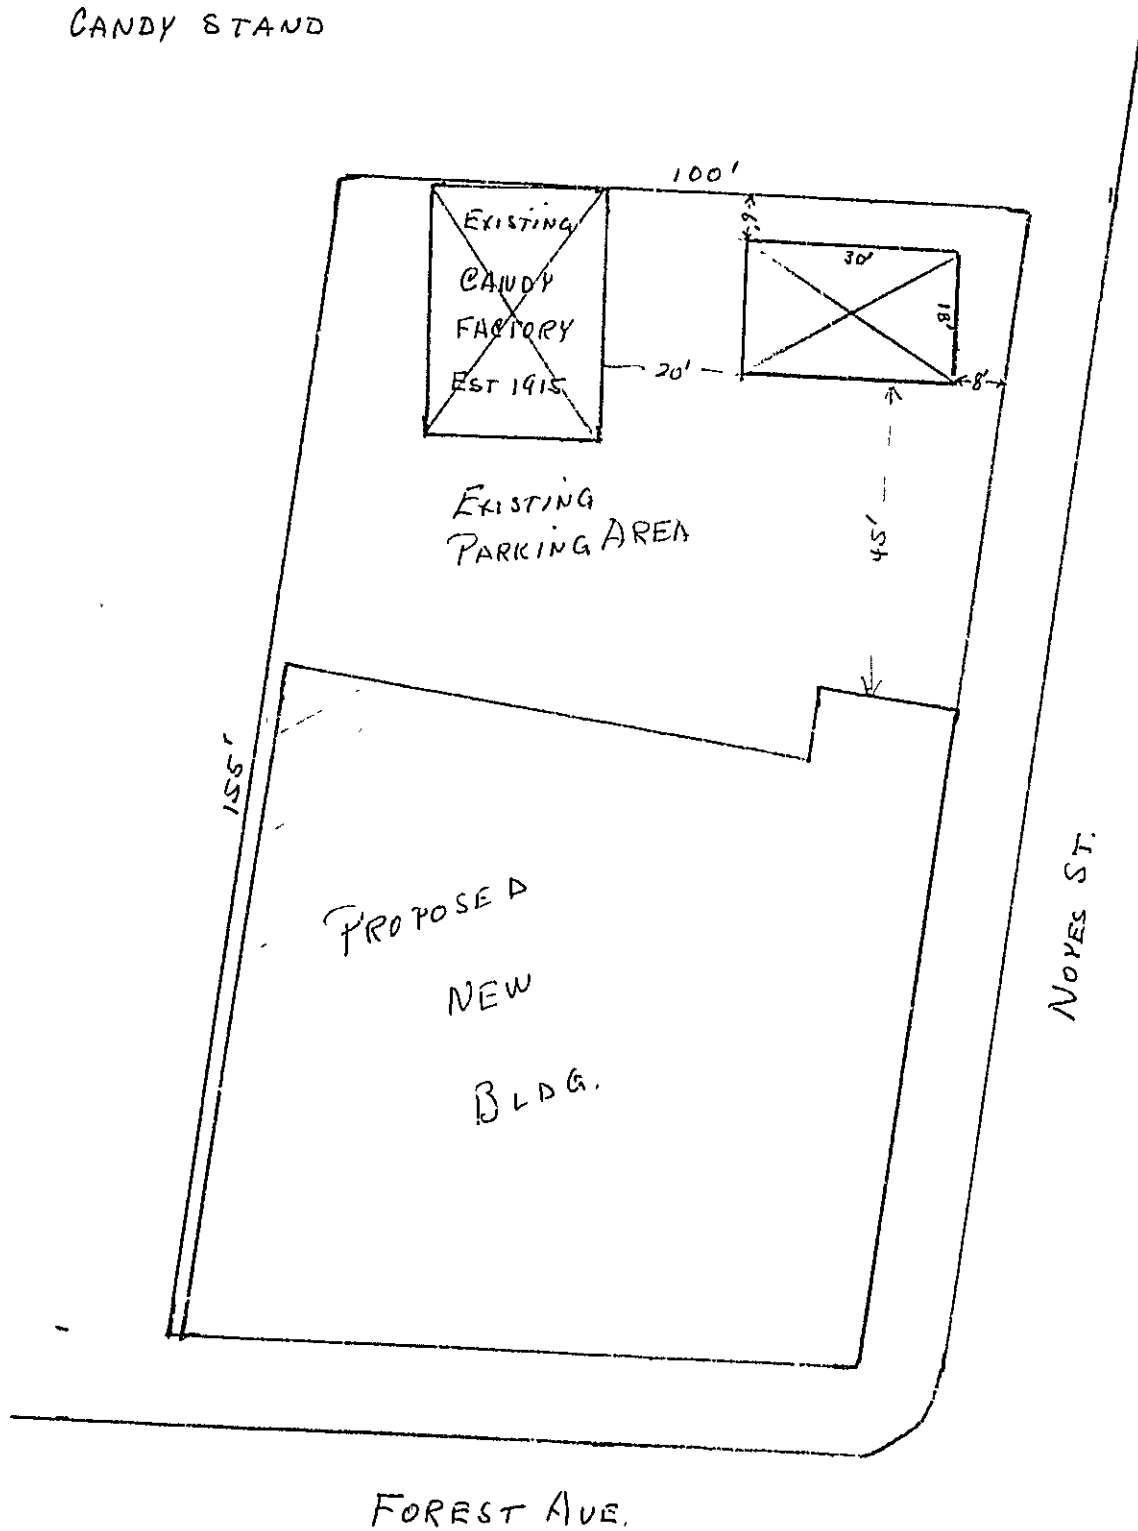 CANDY STAND
100'
6'
EXISTING
CANDY
FACTORY
EST 1915
30'
18'
20'
8'
EXISTING
PARKING AREA
45'
155'
PROPOSED
NEW
BLDG.
NOYES ST.
FOREST AVE.